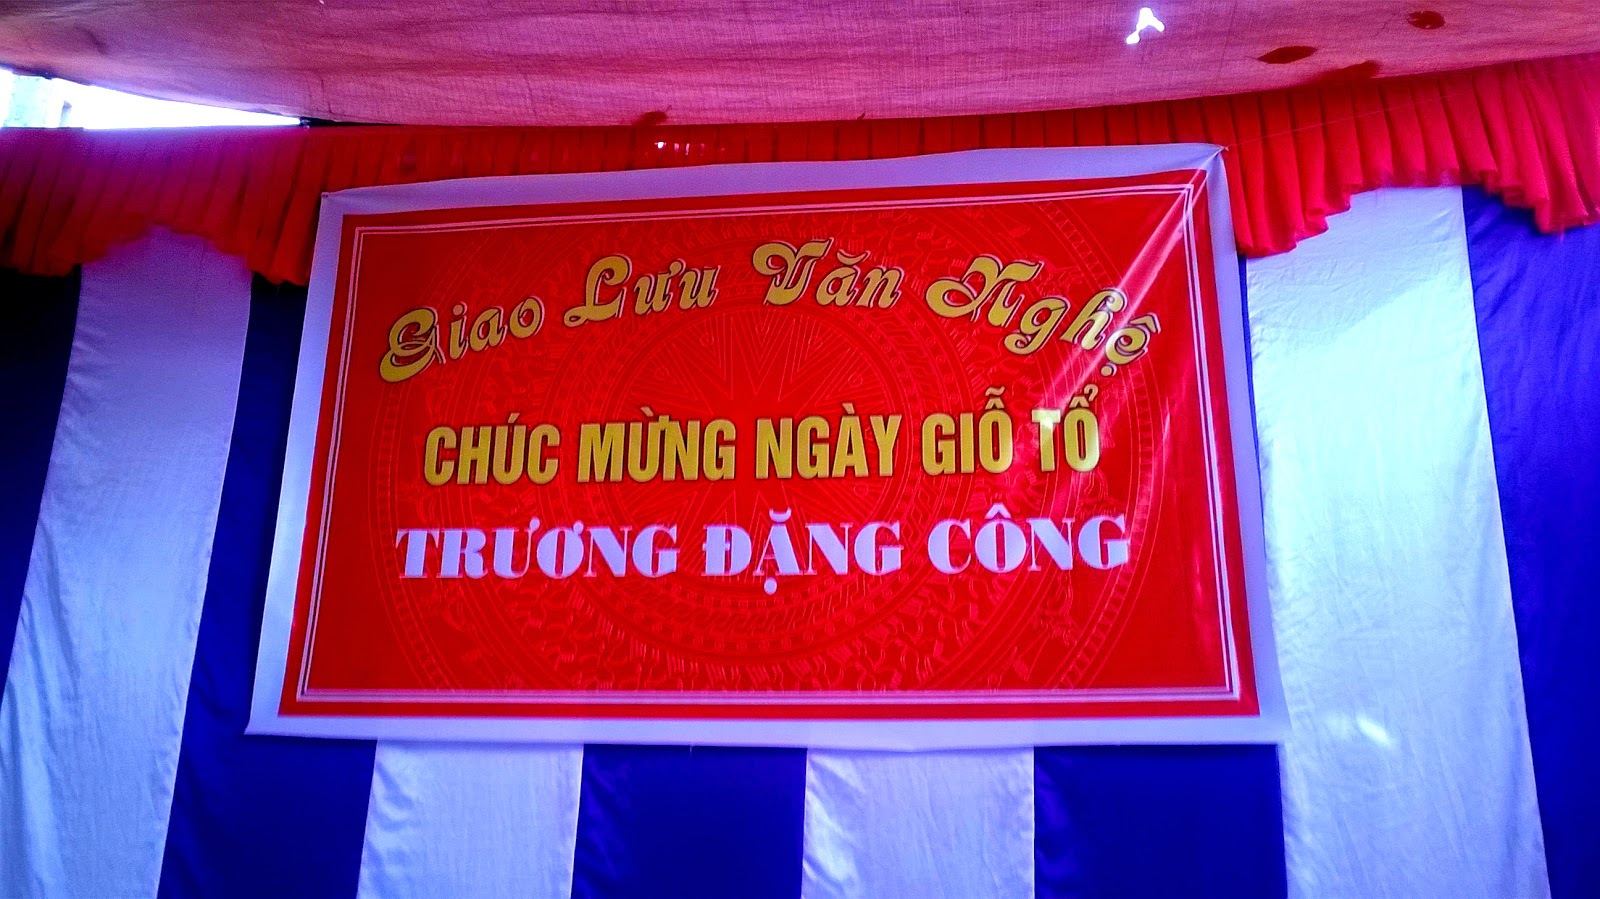 Giao Lưu Văn Nghệ
CHÚC MỪNG NGÀY GIỖ TỔ
TRƯƠNG ĐẶNG CÔNG